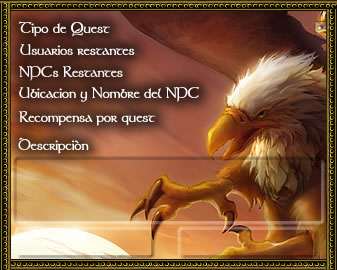 Tipo de Quest
Usuarios restantes
NPCs Restantes
Ubicacion y Nombre del NPC
Recompensa por quest
Descripciòn